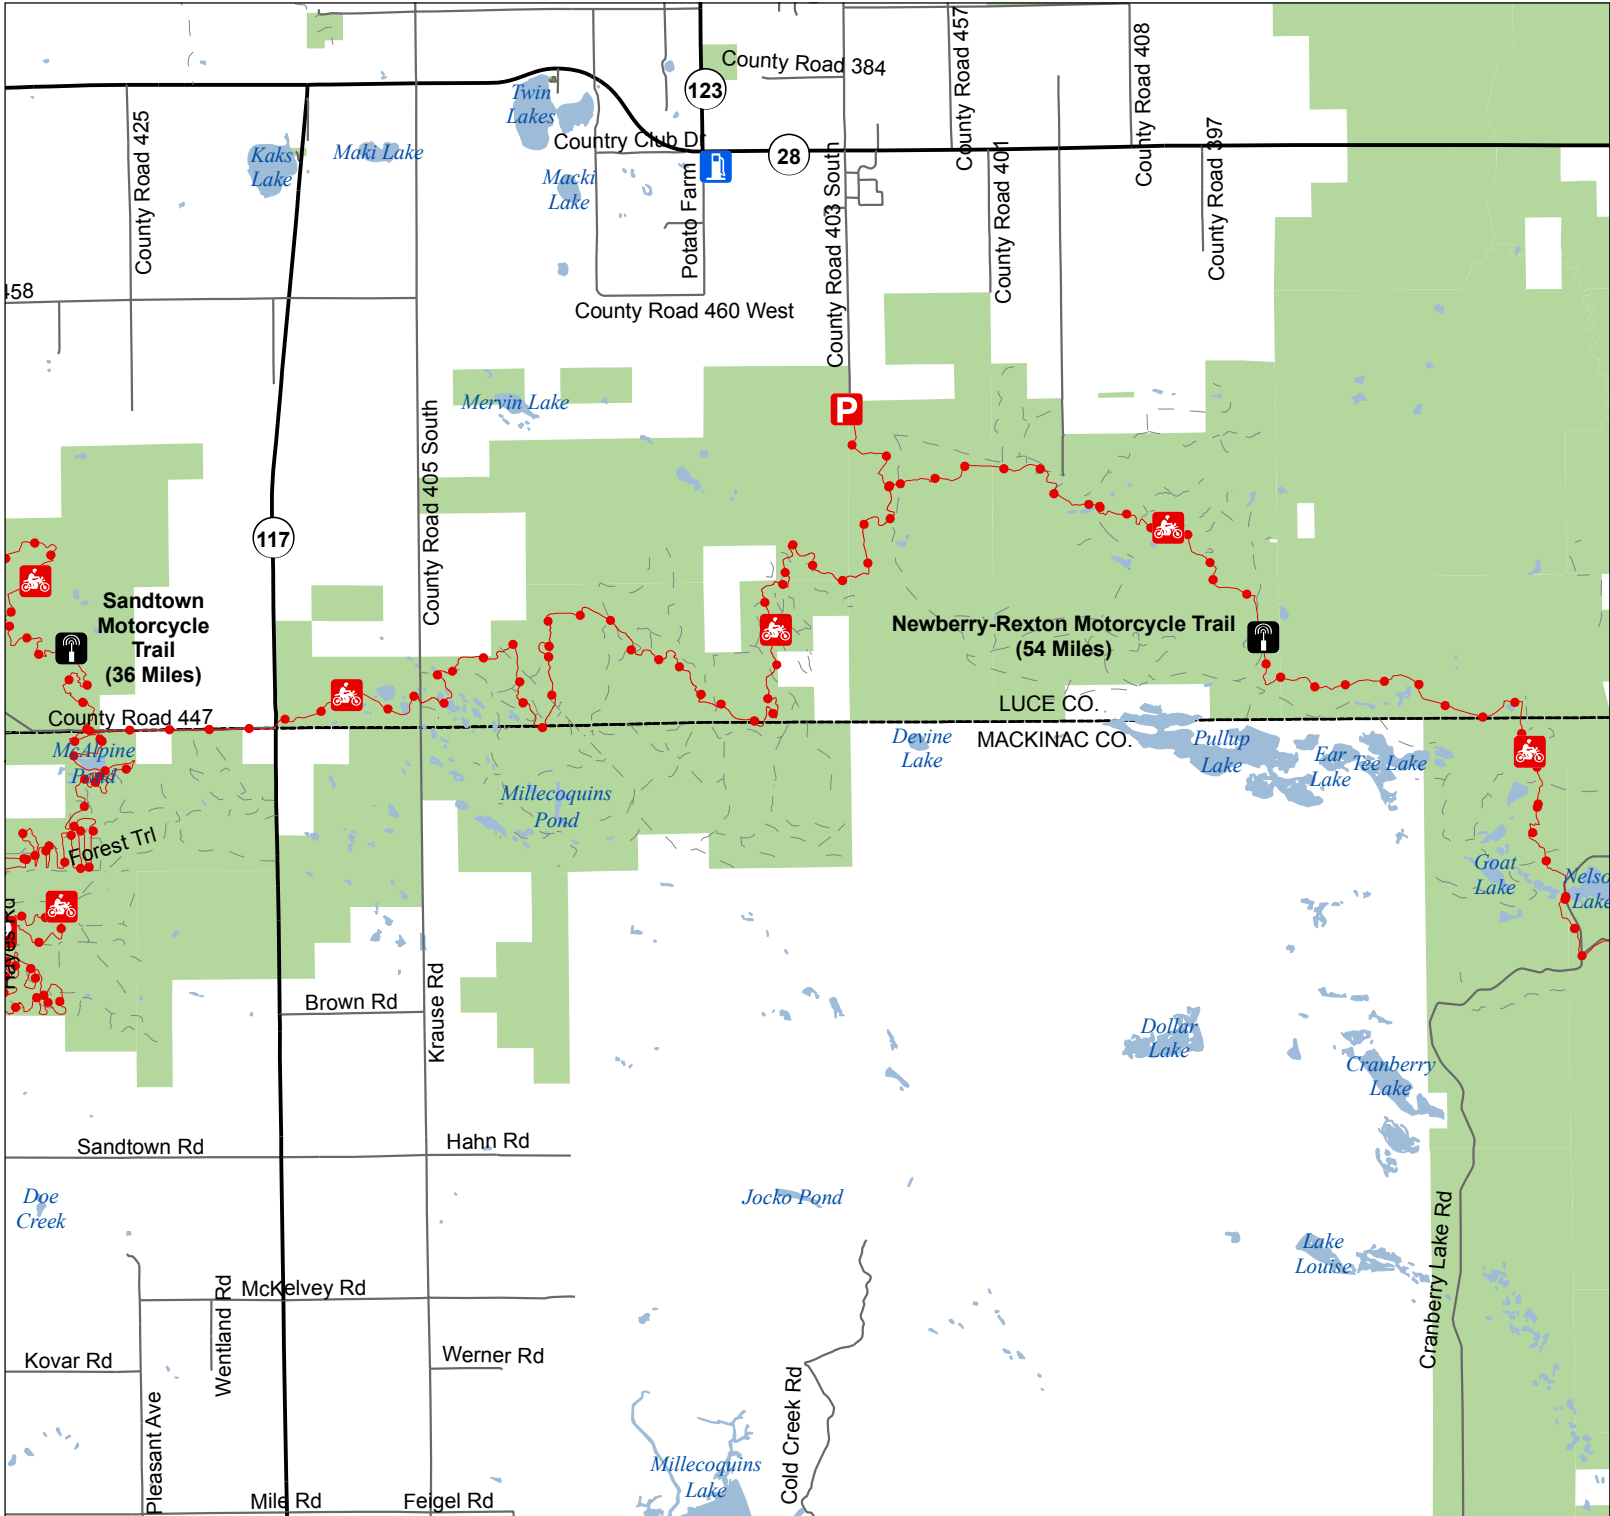 County Road 384
123
County Road 457
County Road 408
Twin
Lakes
County Road 425
Country Club Dr
28
Kaks
Lake
Maki Lake
Macki
Lake
Potato Farm
County Road 403 South
County Road 401
County Road 397
458
County Road 460 West
Mervin Lake
P
County Road 405 South
117
Sandtown
Motorcycle
Trail
(36 Miles)
Newberry-Rexton Motorcycle Trail
(54 Miles)
LUCE CO.
MACKINAC CO.
County Road 447
McAlpine
Pond
Devine
Lake
Pullup
Lake
Ear
Lake
Tee Lake
Millecoquins
Pond
Forest Trl
Goat
Lake
Nelso
Lake
Hayes Rd
Brown Rd
Krause Rd
Dollar
Lake
Cranberry
Lake
Sandtown Rd
Hahn Rd
Doe
Creek
Jocko Pond
Lake
Louise
Cranberry Lake Rd
McKelvey Rd
Wentland Rd
Kovar Rd
Werner Rd
Pleasant Ave
Cold Creek Rd
Millecoquins
Lake
Mile Rd
Feigel Rd